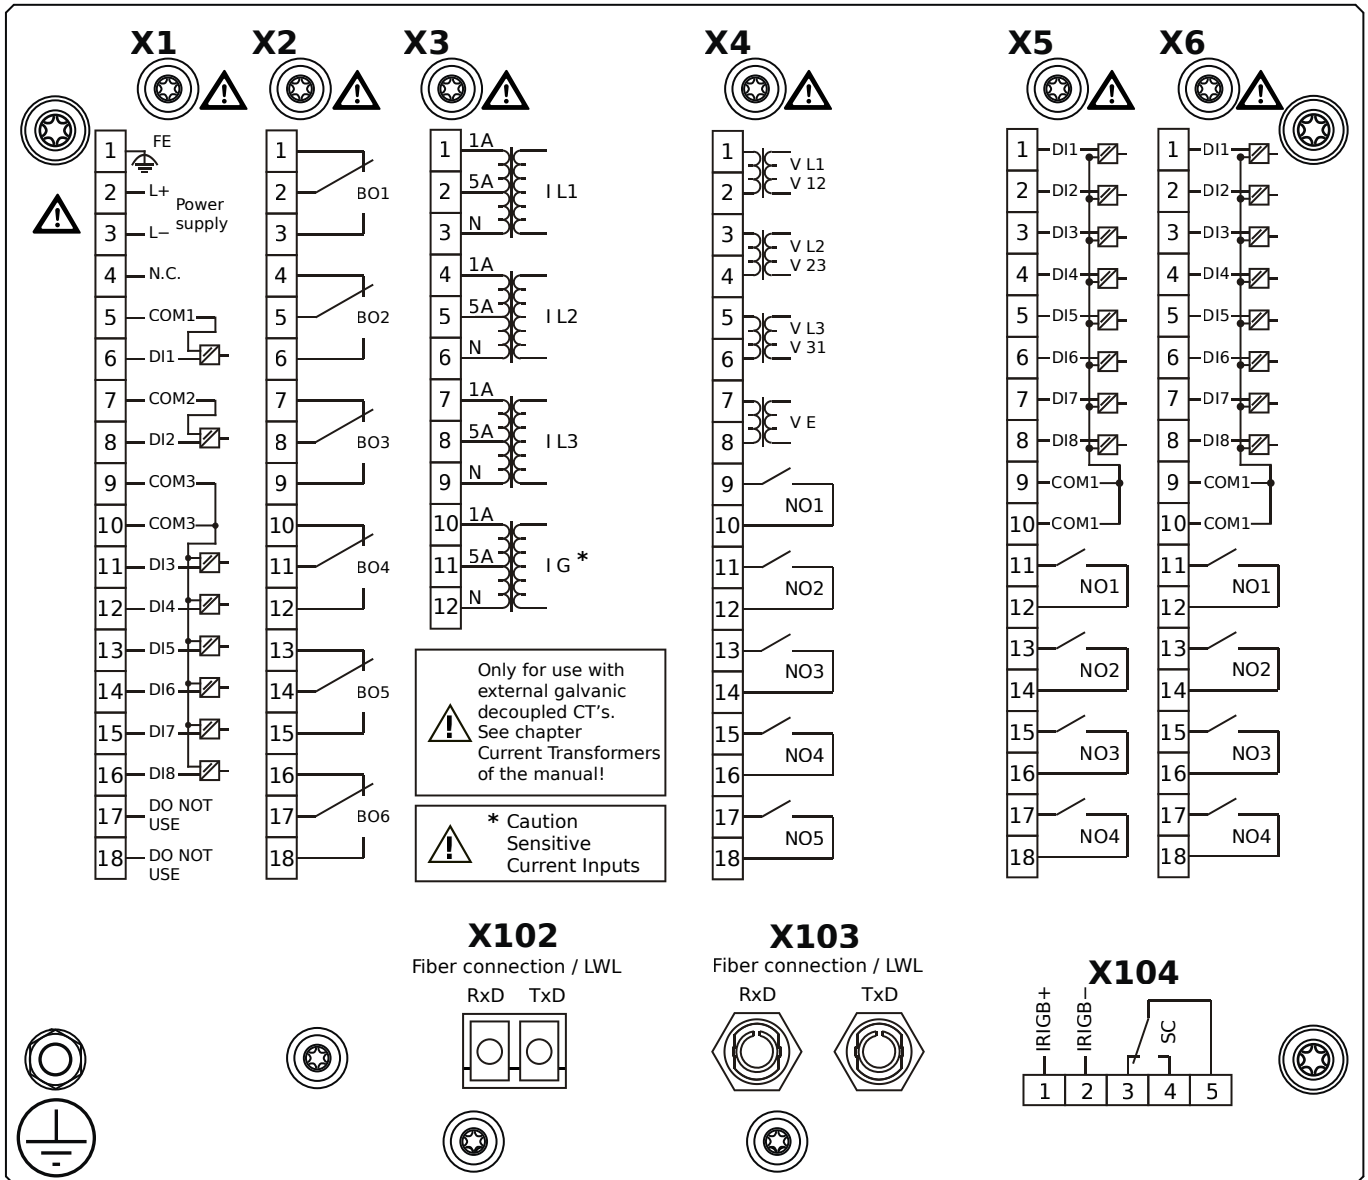 X1
X2
X3
X4
X5
X6
1 FE
2 L+
Power
supply
3 L−
4 N.C.
5 COM1
6 DI1
7 COM2
8 DI2
9 COM3
10 COM3
11 DI3
12 DI4
13 DI5
14 DI6
15 DI7
16 DI8
17 DO NOT
USE
18 DO NOT
USE
1
2 BO1
3
4
5 BO2
6
7
8 BO3
9
10
11 BO4
12
13
14 BO5
15
16
17 BO6
18
1 1A
2 5A I L1
3 N
4 1A
5 5A I L2
6 N
7 1A
8 5A I L3
9 N
10 1A
11 5A I G *
12 N
Only for use with
external galvanic
decoupled CT's.
See chapter
Current Transformers
of the manual!
* Caution
Sensitive
Current Inputs
1 V L1
2 V 12
3 V L2
4 V 23
5 V L3
6 V 31
7
V E
8
9
NO1
10
11
NO2
12
13
NO3
14
15
NO4
16
17
NO5
18
1 DI1
2 DI2
3 DI3
4 DI4
5 DI5
6 DI6
7 DI7
8 DI8
9 COM1
10 COM1
11
NO1
12
13
NO2
14
15
NO3
16
17
NO4
18
1 DI1
2 DI2
3 DI3
4 DI4
5 DI5
6 DI6
7 DI7
8 DI8
9 COM1
10 COM1
11
NO1
12
13
NO2
14
15
NO3
16
17
NO4
18
X102
Fiber connection / LWL
RxD TxD
X103
Fiber connection / LWL
RxD TxD
X104
IRIGB+
IRIGB−
SC
1 2 3 4 5